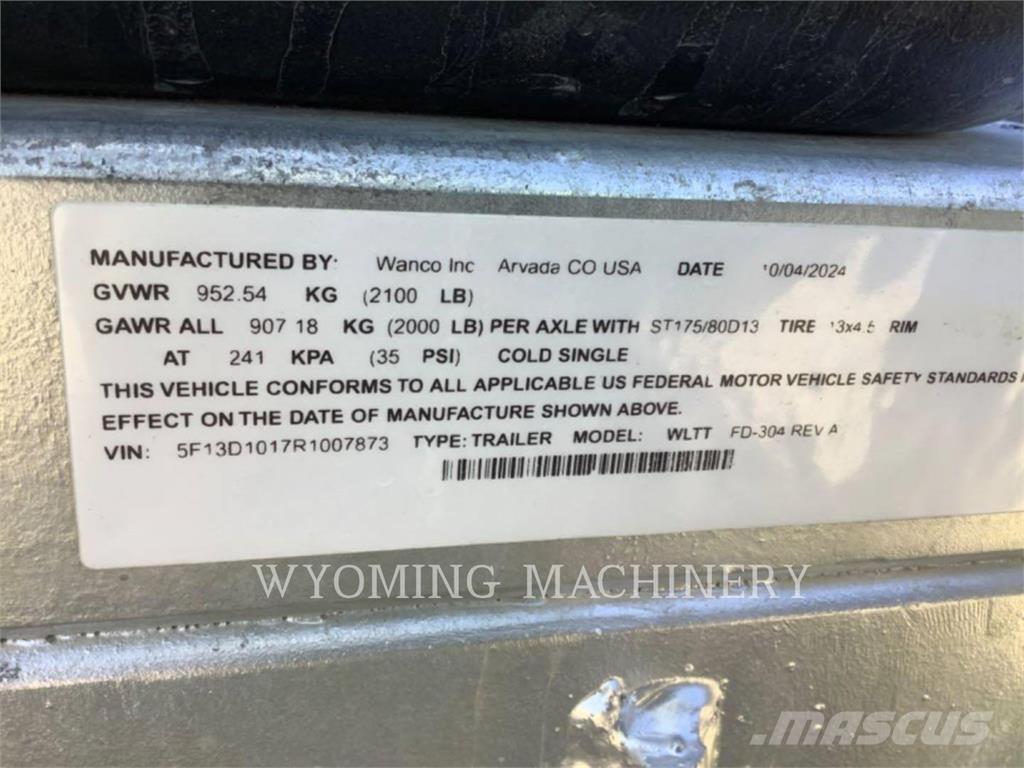 MANUFACTURED BY: Wanco Inc Arvada CO USA DATE 10/04/2024
GVWR 952.54 KG (2100 LB)
GAWR ALL 907 18 KG (2000 LB) PER AXLE WITH ST175/80D13 TIRE 13x4.5 RIM
AT 241 KPA (35 PSI) COLD SINGLE
THIS VEHICLE CONFORMS TO ALL APPLICABLE US FEDERAL MOTOR VEHICLE SAFETY STANDARDS
EFFECT ON THE DATE OF MANUFACTURE SHOWN ABOVE.
VIN: 5F13D1017R1007873 TYPE: TRAILER MODEL: WLTT FD-304 REV A
WYOMING MACHINERY
MASCUS